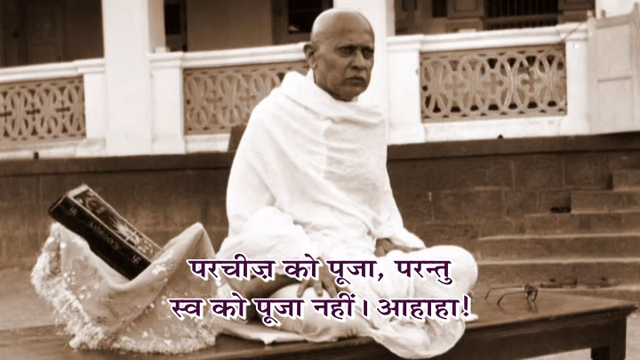 परचीज़ को पूजा, परन्तु
स्व को पूजा नहीं। आहाहा!